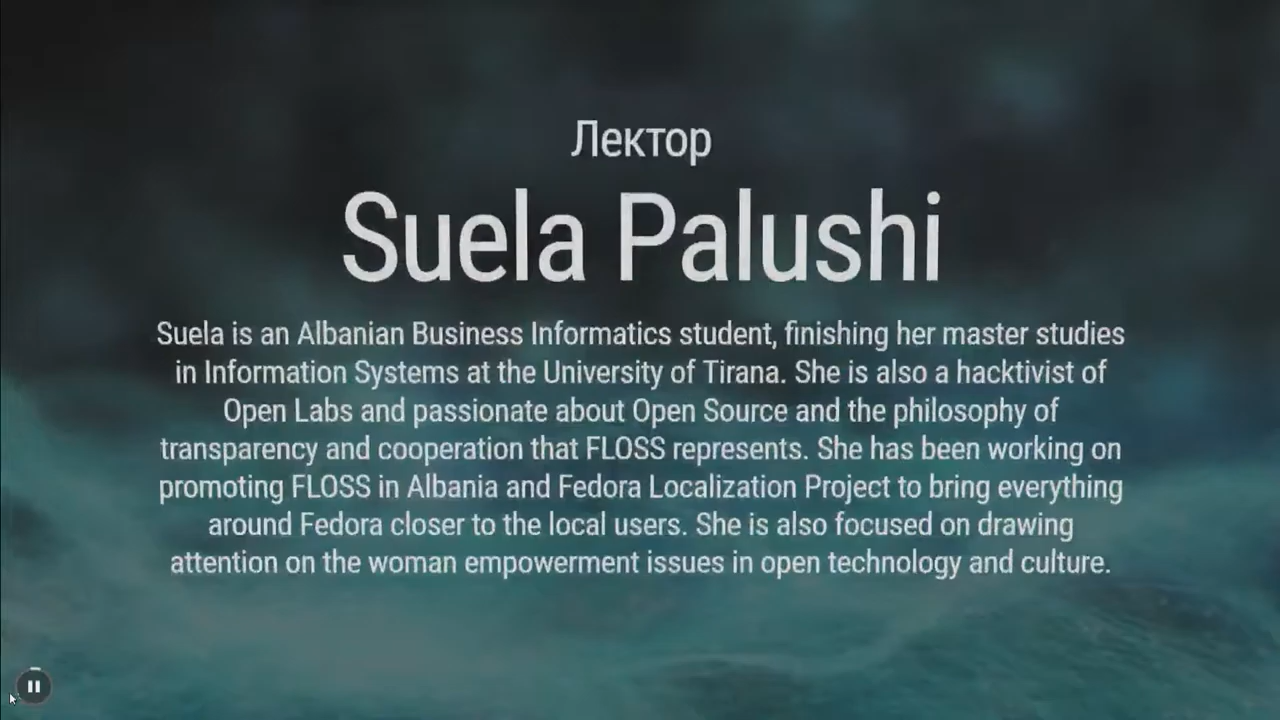 Лектор
Suela Palushi
Suela is an Albanian Business Informatics student, finishing her master studies
in Information Systems at the University of Tirana. She is also a hacktivist of
Open Labs and passionate about Open Source and the philosophy of
transparency and cooperation that FLOSS represents. She has been working on
promoting FLOSS in Albania and Fedora Localization Project to bring everything
around Fedora closer to the local users. She is also focused on drawing
attention on the woman empowerment issues in open technology and culture.